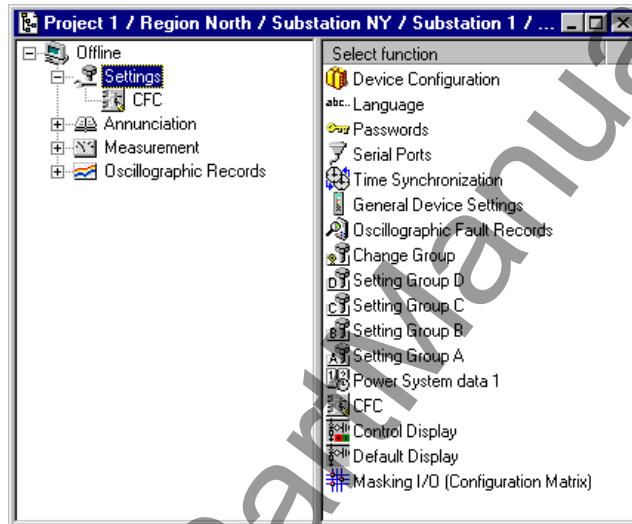 Project 1 / Region North / Substation NY / Substation 1 / ...
Offline
Settings
CFC
Annunciation
Measurement
Oscillographic Records
Select function
Device Configuration
abc.. Language
Passwords
Serial Ports
Time Synchronization
General Device Settings
Oscillographic Fault Records
Change Group
D Setting Group D
C Setting Group C
B Setting Group B
A Setting Group A
12 Power System data 1
CFC
Control Display
Default Display
Masking I/O (Configuration Matrix)